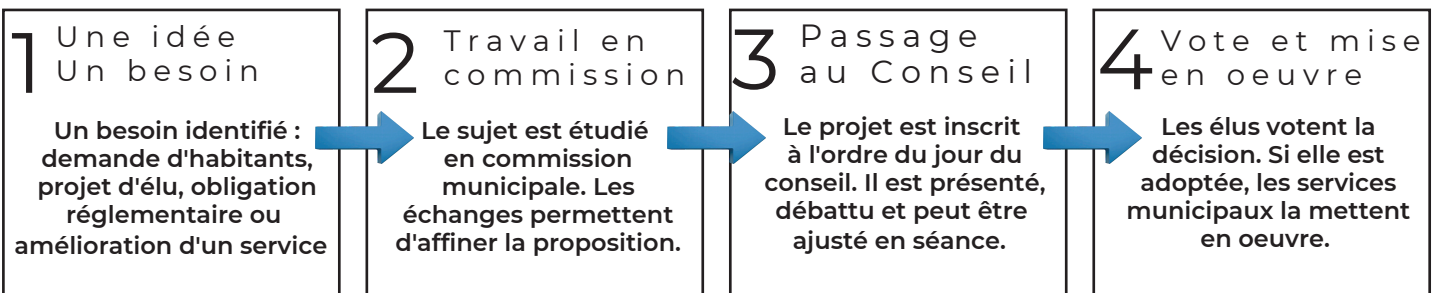 1 Une idée
Un besoin
Un besoin identifié :
demande d'habitants,
projet d'élu, obligation
réglementaire ou
amélioration d'un service
2 Travail en
commission
Le sujet est étudié
en commission
municipale. Les
échanges permettent
d'affiner la proposition.
3 Passage
au Conseil
Le projet est inscrit
à l'ordre du jour du
conseil. Il est présenté,
débattu et peut être
ajusté en séance.
4 Vote et mise
en oeuvre
Les élus votent la
décision. Si elle est
adoptée, les services
municipaux la mettent
en oeuvre.